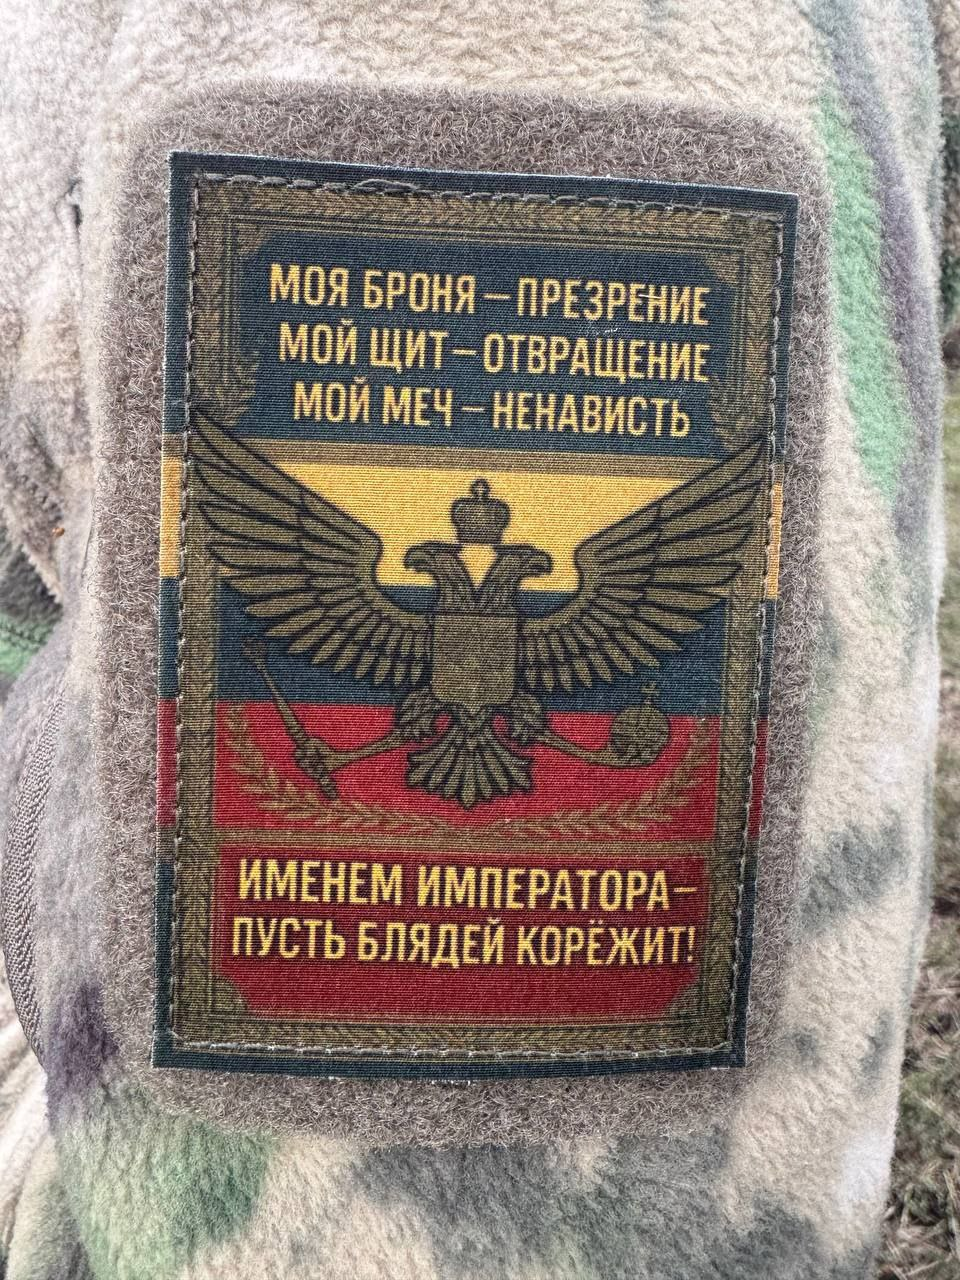 МОЯ БРОНЯ – ПРЕЗРЕНИЕ
МОЙ ЩИТ – ОТВРАЩЕНИЕ
МОЙ МЕЧ – НЕНАВИСТЬ
ИМЕНЕМ ИМПЕРАТОРА –
ПУСТЬ БЛЯДЕЙ КОРЁЖИТ!